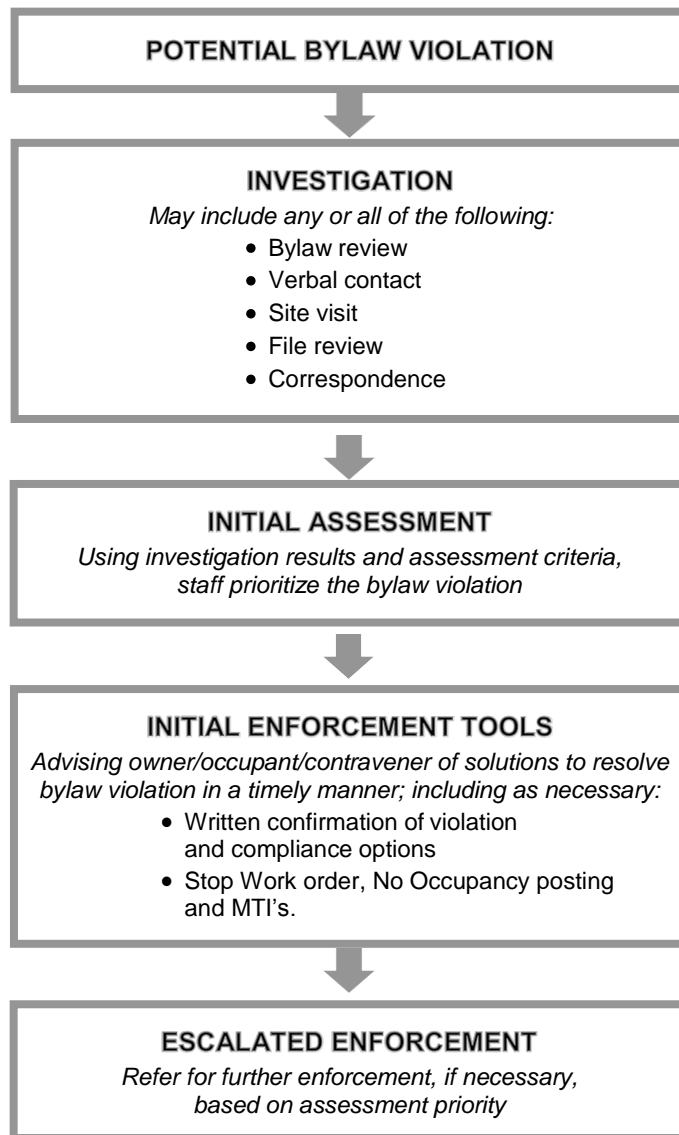 POTENTIAL BYLAW VIOLATION
INVESTIGATION
May include any or all of the following:
• Bylaw review
• Verbal contact
• Site visit
• File review
• Correspondence
INITIAL ASSESSMENT
Using investigation results and assessment criteria,
staff prioritize the bylaw violation
INITIAL ENFORCEMENT TOOLS
Advising owner/occupant/contravener of solutions to resolve
bylaw violation in a timely manner; including as necessary:
• Written confirmation of violation
and compliance options
• Stop Work order, No Occupancy posting
and MTI's.
ESCALATED ENFORCEMENT
Refer for further enforcement, if necessary,
based on assessment priority